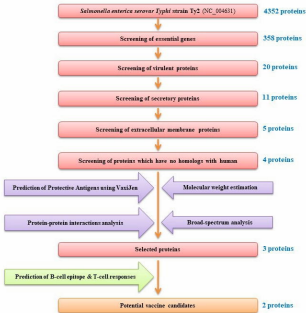 Salmonella enterica serovar Typhi strain Ty2 (NC_004631)
4352 proteins
Screening of essential genes
358 proteins
Screening of virulent proteins
20 proteins
Screening of secretory proteins
11 proteins
Screening of extracellular membrane proteins
5 proteins
Screening of proteins which have no homologs with human
4 proteins
Prediction of Protective Antigens using VaxiJen
Molecular weight estimation
Protein-protein interactions analysis
Broad-spectrum analysis
Selected proteins
3 proteins
Prediction of B-cell epitope & T-cell responses
Potential vaccine candidates
2 proteins